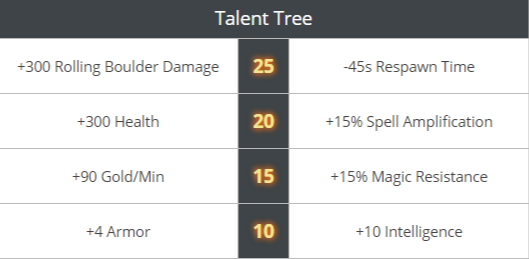 Talent Tree
+300 Rolling Boulder Damage 25 -45s Respawn Time
+300 Health 20 +15% Spell Amplification
+90 Gold/Min 15 +15% Magic Resistance
+4 Armor 10 +10 Intelligence